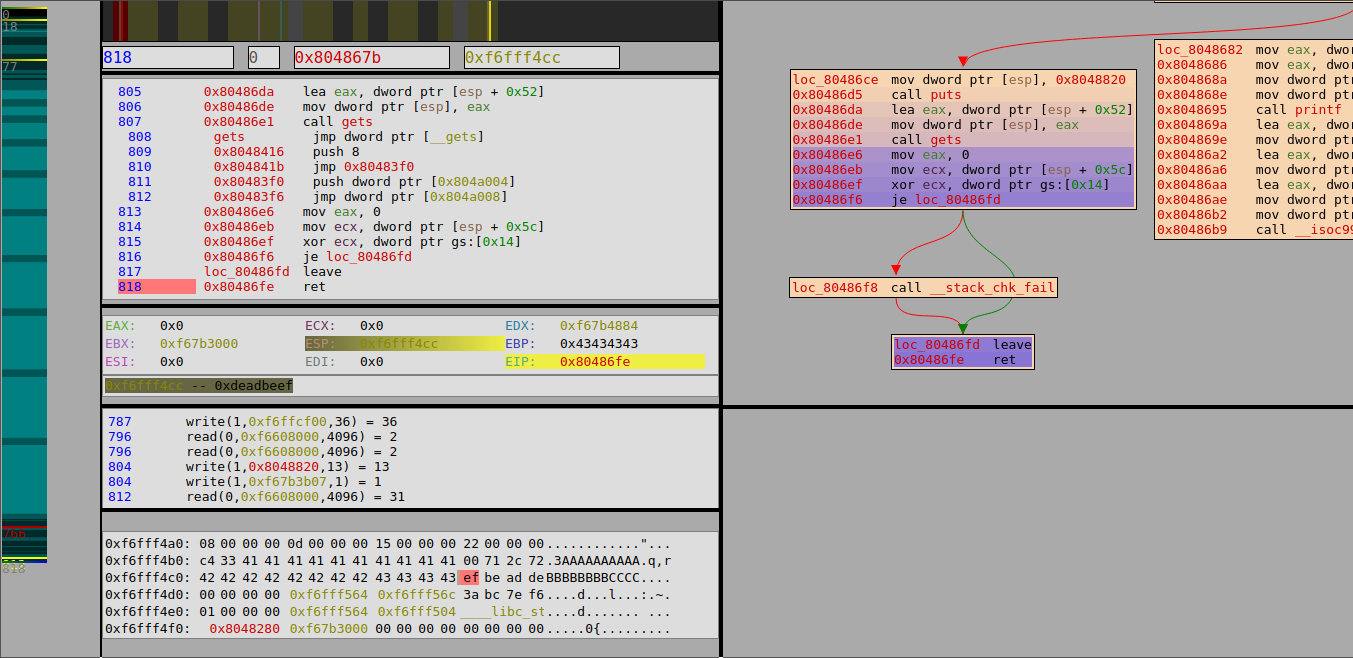 0
18
77
766
818
818 0 0x804867b 0xf6fff4cc
805 0x80486da lea eax, dword ptr [esp + 0x52]
806 0x80486de mov dword ptr [esp], eax
807 0x80486e1 call gets
808 gets jmp dword ptr [__gets]
809 0x8048416 push 8
810 0x804841b jmp 0x80483f0
811 0x80483f0 push dword ptr [0x804a004]
812 0x80483f6 jmp dword ptr [0x804a008]
813 0x80486e6 mov eax, 0
814 0x80486eb mov ecx, dword ptr [esp + 0x5c]
815 0x80486ef xor ecx, dword ptr gs:[0x14]
816 0x80486f6 je loc_80486fd
817 loc_80486fd leave
818 0x80486fe ret
EAX: 0x0 ECX: 0x0 EDX: 0xf67b4884
EBX: 0xf67b3000 ESP: 0xf6fff4cc EBP: 0x43434343
ESI: 0x0 EDI: 0x0 EIP: 0x80486fe
0xf6fff4cc -- 0xdeadbeef
787 write(1,0xf6ffcf00,36) = 36
796 read(0,0xf6608000,4096) = 2
796 read(0,0xf6608000,4096) = 2
804 write(1,0x8048820,13) = 13
804 write(1,0xf67b3b07,1) = 1
812 read(0,0xf6608000,4096) = 31
0xf6fff4a0: 08 00 00 00 0d 00 00 00 15 00 00 00 22 00 00 00............"...
0xf6fff4b0: c4 33 41 41 41 41 41 41 41 41 41 41 00 71 2c 72.3AAAAAAAAAA.q,r
0xf6fff4c0: 42 42 42 42 42 42 42 42 43 43 43 43 ef be ad deBBBBBBBBCCCC....
0xf6fff4d0: 00 00 00 00 0xf6fff564 0xf6fff56c 3a bc 7e f6....d...l...:.~.
0xf6fff4e0: 01 00 00 00 0xf6fff564 0xf6fff504 ____libc_st....d....... ...
0xf6fff4f0: 0x8048280 0xf67b3000 00 00 00 00 00 00 00 00.....0{.........
loc_80486ce mov dword ptr [esp], 0x8048820
0x80486d5 call puts
0x80486da lea eax, dword ptr [esp + 0x52]
0x80486de mov dword ptr [esp], eax
0x80486e1 call gets
0x80486e6 mov eax, 0
0x80486eb mov ecx, dword ptr [esp + 0x5c]
0x80486ef xor ecx, dword ptr gs:[0x14]
0x80486f6 je loc_80486fd
loc_80486f8 call __stack_chk_fail
loc_80486fd leave
0x80486fe ret
loc_8048682 mov eax, dwo
0x8048686 mov eax, dwo
0x804868a mov dword ptr
0x804868e mov dword ptr
0x8048695 call printf
0x804869a lea eax, dwo
0x804869e mov dword ptr
0x80486a2 lea eax, dwo
0x80486a6 mov dword ptr
0x80486aa lea eax, dwo
0x80486ae mov dword ptr
0x80486b2 mov dword ptr
0x80486b9 call __isoc99